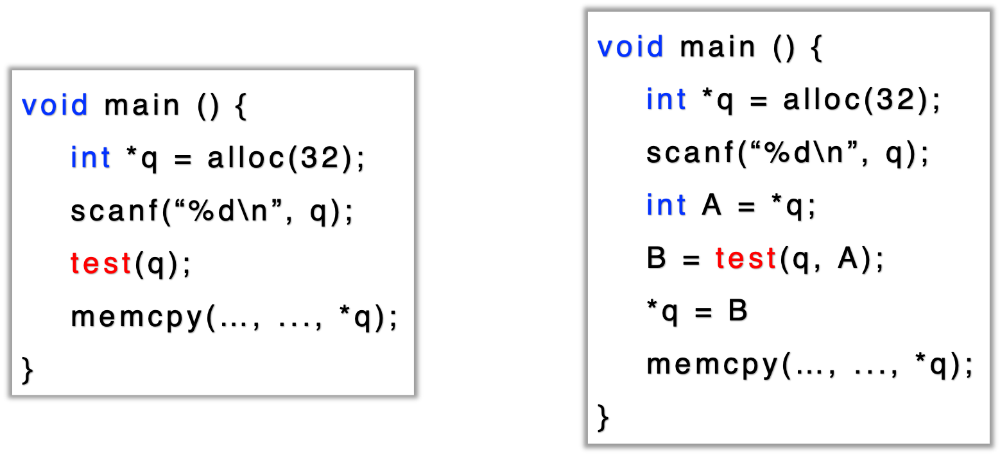 void main () {
int *q = alloc(32);
scanf(“%d\n”, q);
test(q);
memcpy(…, ..., *q);
}
void main () {
int *q = alloc(32);
scanf(“%d\n”, q);
int A = *q;
B = test(q, A);
*q = B
memcpy(…, ..., *q);
}